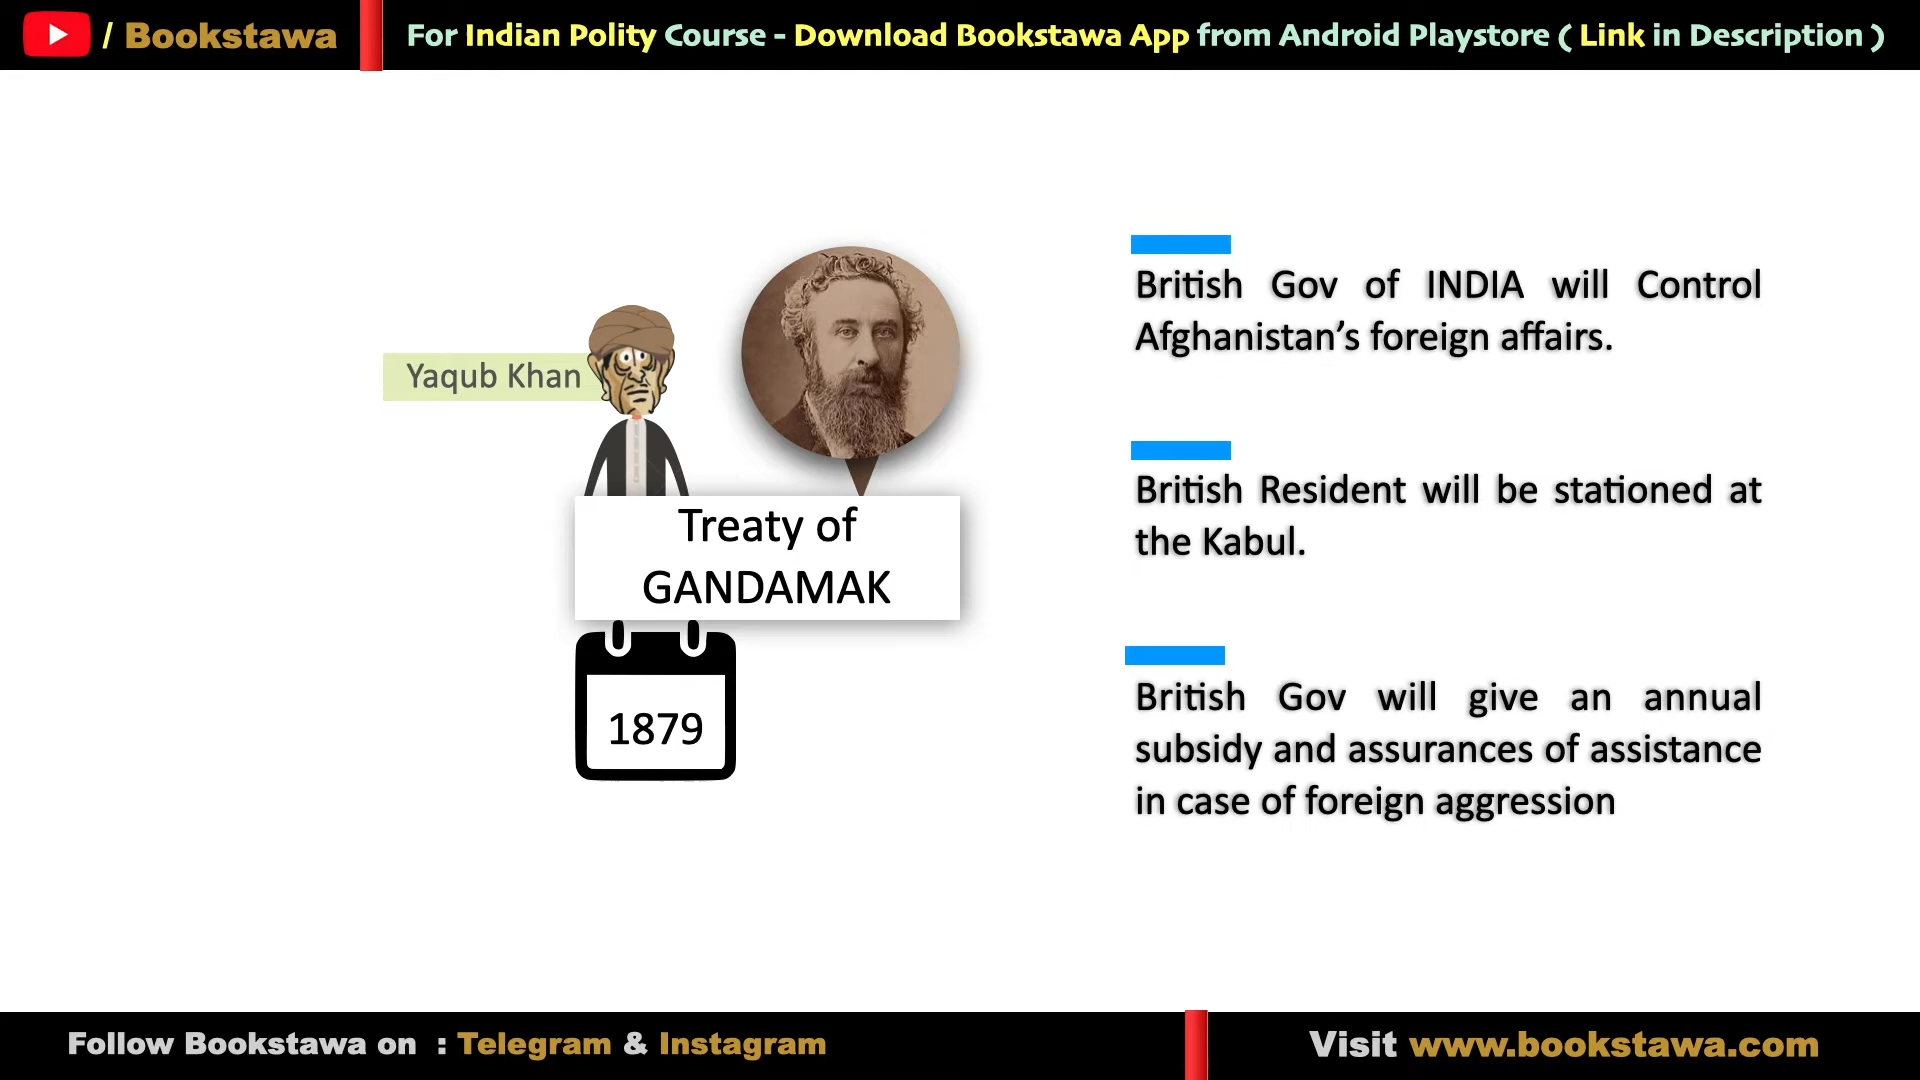 / Bookstawa
For Indian Polity Course - Download Bookstawa App from Android Playstore ( Link in Description )
Yaqub Khan
Treaty of
GANDAMAK
1879
British Gov of INDIA will Control
Afghanistan’s foreign affairs.
British Resident will be stationed at
the Kabul.
British Gov will give an annual
subsidy and assurances of assistance
in case of foreign aggression
Follow Bookstawa on : Telegram & Instagram
Visit www.bookstawa.com